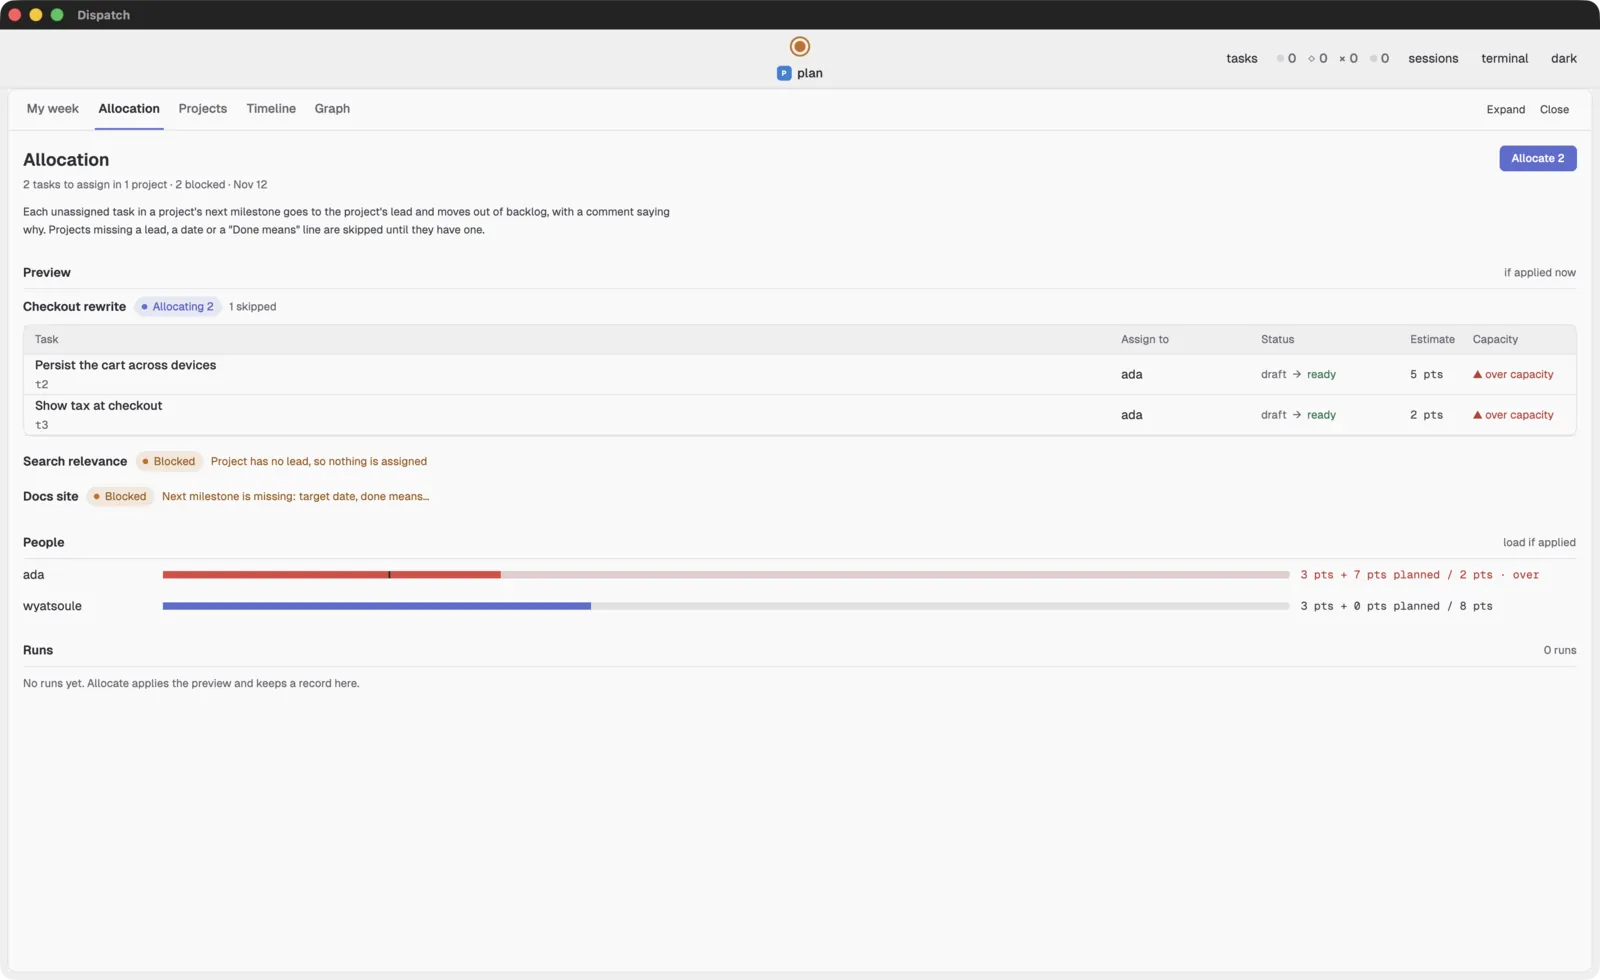 Dispatch
P plan
tasks 0 0 × 0 0 sessions terminal dark
My week Allocation Projects Timeline Graph Expand Close
Allocation
Allocate 2
2 tasks to assign in 1 project · 2 blocked · Nov 12
Each unassigned task in a project's next milestone goes to the project's lead and moves out of backlog, with a comment saying
why. Projects missing a lead, a date or a "Done means" line are skipped until they have one.
Preview if applied now
Checkout rewrite Allocating 2 1 skipped
Task Assign to Status Estimate Capacity
Persist the cart across devices
t2
ada draft → ready 5 pts ▲ over capacity
Show tax at checkout
t3
ada draft → ready 2 pts ▲ over capacity
Search relevance Blocked Project has no lead, so nothing is assigned
Docs site Blocked Next milestone is missing: target date, done means…
People load if applied
ada 3 pts + 7 pts planned / 2 pts · over
wyatsoule 3 pts + 0 pts planned / 8 pts
Runs 0 runs
No runs yet. Allocate applies the preview and keeps a record here.